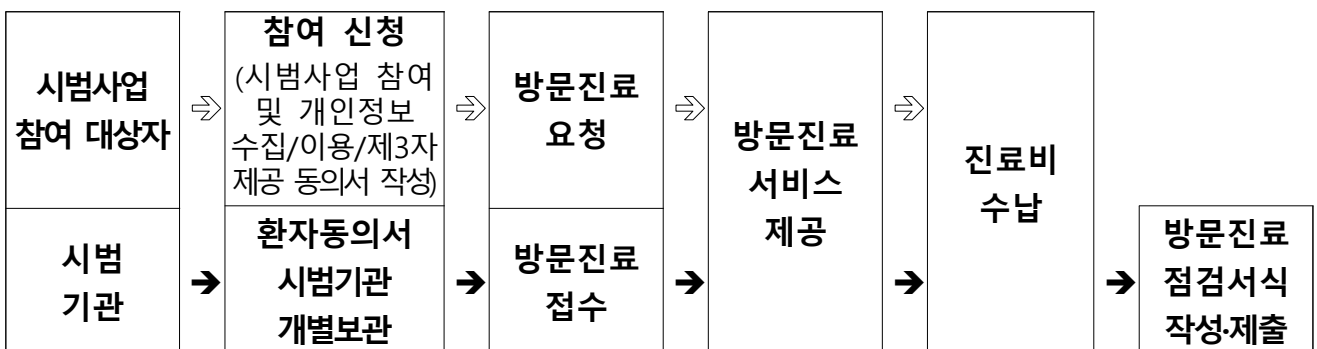 시범사업
참여 대상자
⇨
참여 신청
(시범사업 참여
및 개인정보
수집/이용/제3자
제공 동의서 작성)
⇨
방문진료
요청
⇨
방문진료
서비스
제공
⇨
진료비
수납
시범
기관
➔
환자동의서
시범기관
개별보관
➔
방문진료
접수
➔
➔
➔
방문진료
점검서식
작성·제출